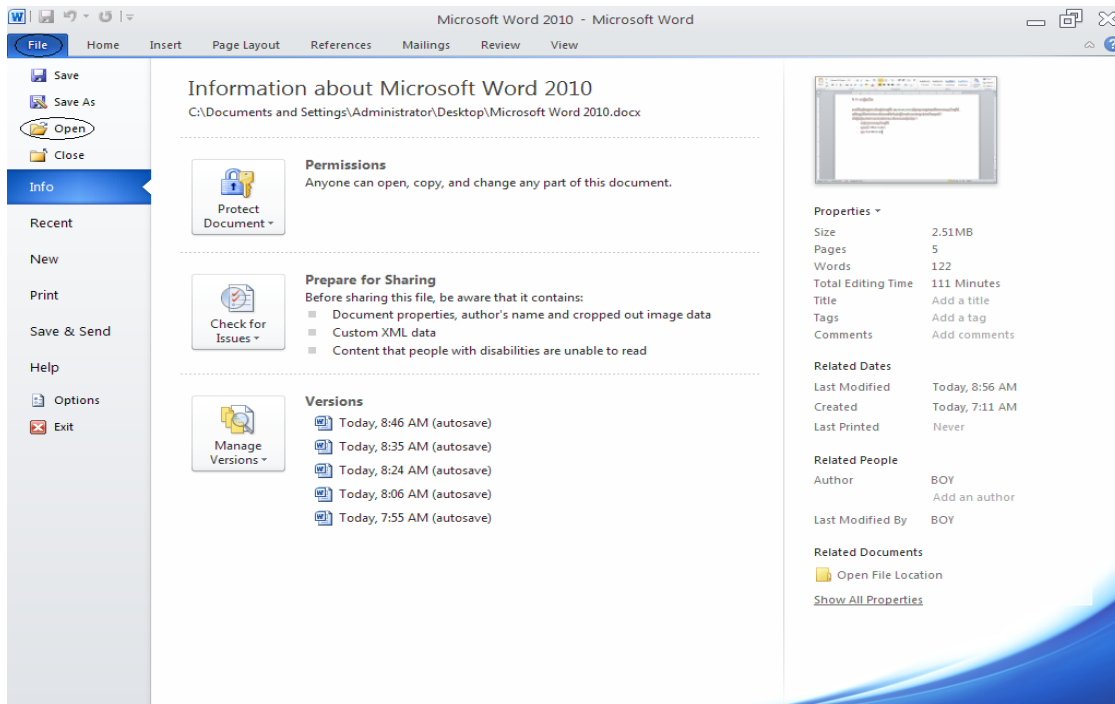 Microsoft Word 2010 - Microsoft Word
File Home Insert Page Layout References Mailings Review View
Save
Save As
Open
Close
Info
Recent
New
Print
Save & Send
Help
Options
Exit
Information about Microsoft Word 2010
C:\Documents and Settings\Administrator\Desktop\Microsoft Word 2010.docx
Protect
Document
Permissions
Anyone can open, copy, and change any part of this document.
Check for
Issues
Prepare for Sharing
Before sharing this file, be aware that it contains:
Document properties, author's name and cropped out image data
Custom XML data
Content that people with disabilities are unable to read
Manage
Versions
Versions
Today, 8:46 AM (autosave)
Today, 8:35 AM (autosave)
Today, 8:24 AM (autosave)
Today, 8:06 AM (autosave)
Today, 7:55 AM (autosave)
Properties
Size 2.51MB
Pages 5
Words 122
Total Editing Time 111 Minutes
Title Add a title
Tags Add a tag
Comments Add comments
Related Dates
Last Modified Today, 8:56 AM
Created Today, 7:11 AM
Last Printed Never
Related People
Author BOY
Add an author
Last Modified By BOY
Related Documents
Open File Location
Show All Properties